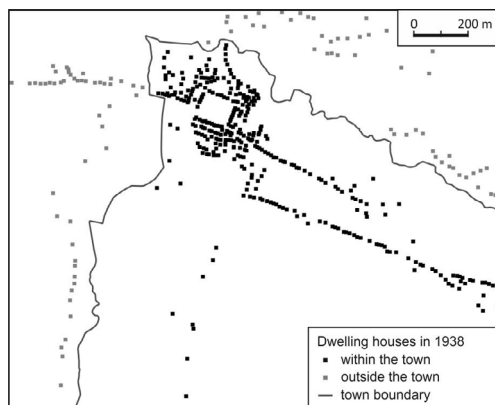 0 200 m
Dwelling houses in 1938
within the town
outside the town
town boundary